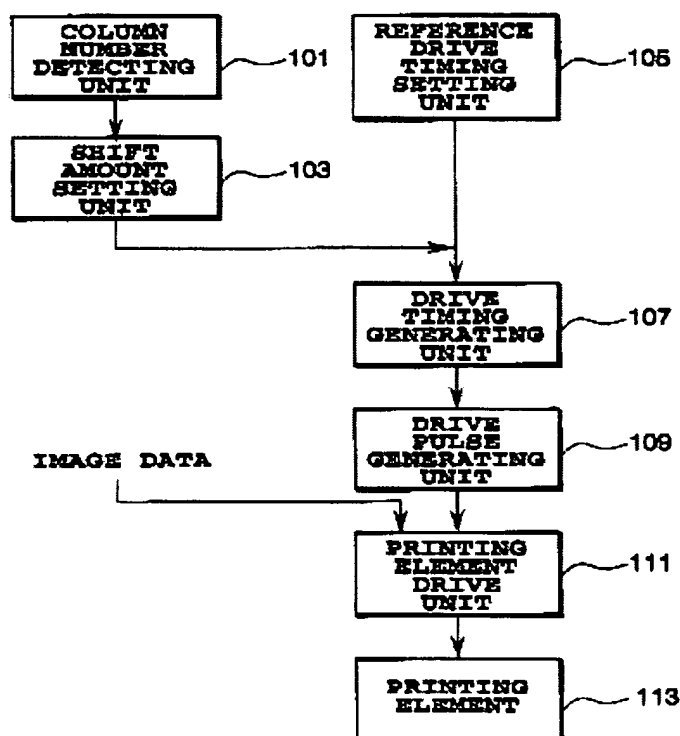 COLUMN
NUMBER
DETECTING
UNIT
101
REFERENCE
DRIVE
TIMING
SETTING
UNIT
105
SHIFT
AMOUNT
SETTING
UNIT
103
DRIVE
TIMING
GENERATING
UNIT
107
DRIVE
PULSE
GENERATING
UNIT
109
IMAGE DATA
PRINTING
ELEMENT
DRIVE
UNIT
111
PRINTING
ELEMENT
113